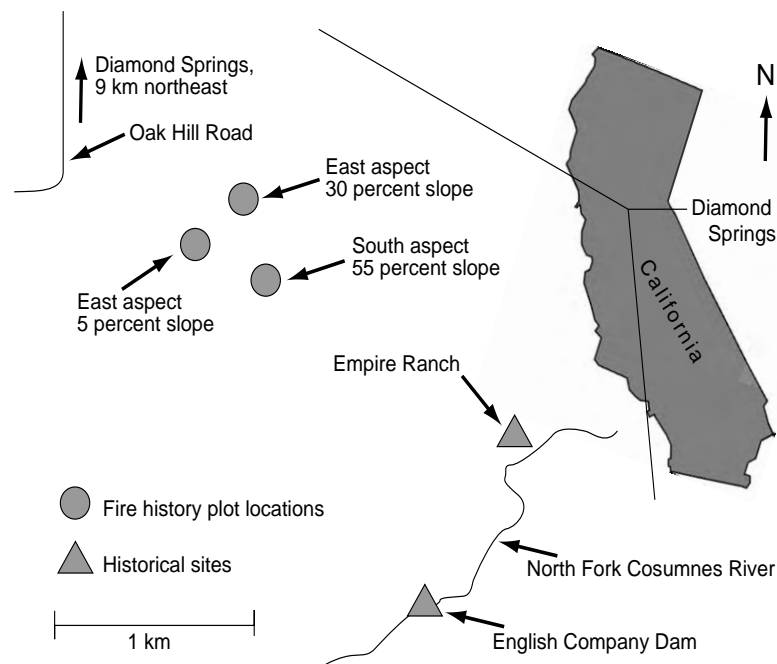 Diamond Springs,
9 km northeast
Oak Hill Road
N
East aspect
30 percent slope
Diamond
Springs
South aspect
55 percent slope
East aspect
5 percent slope
California
Empire Ranch
Fire history plot locations
Historical sites
North Fork Cosumnes River
1 km
English Company Dam